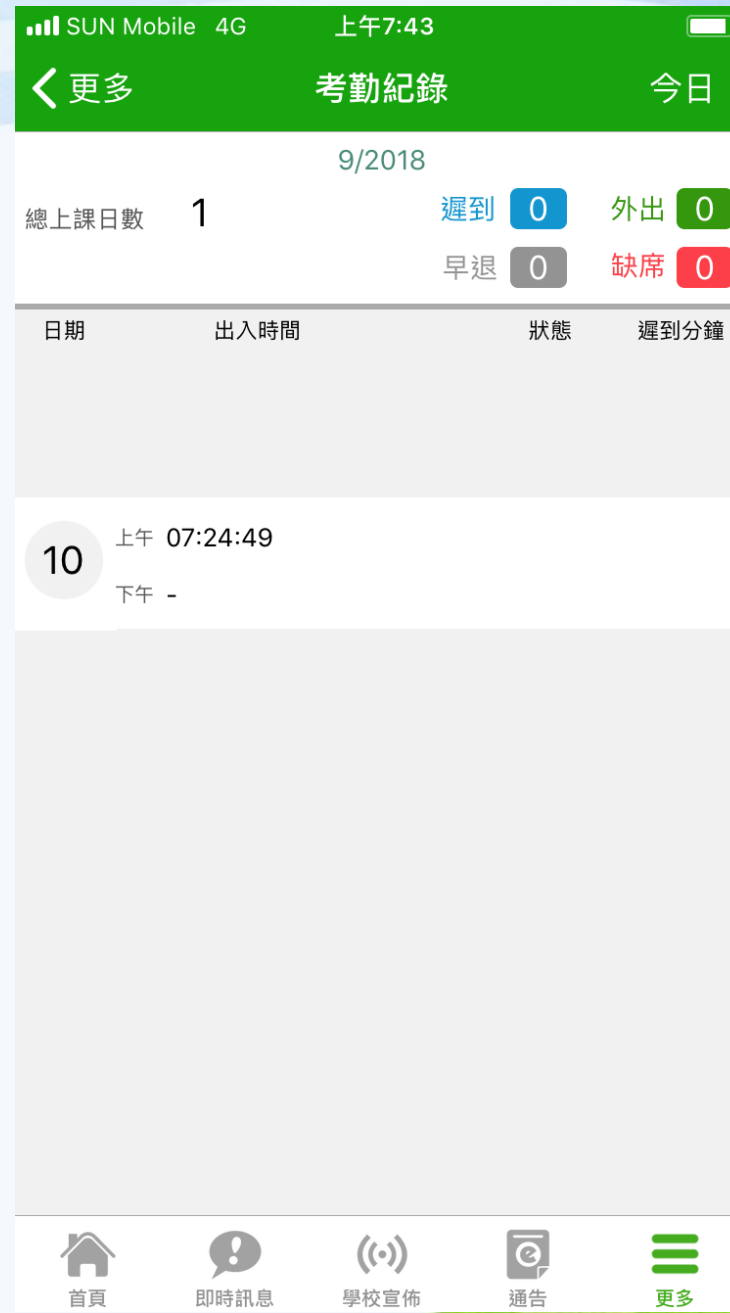 SUN Mobile 4G 上午7:43
更多 考勤紀錄 今日
9/2018
總上課日數 1 遲到 0 外出 0
早退 0 缺席 0
日期 出入時間 狀態 遲到分鐘
10 上午 07:24:49
下午 -
首頁 即時訊息 學校宣佈 通告 更多